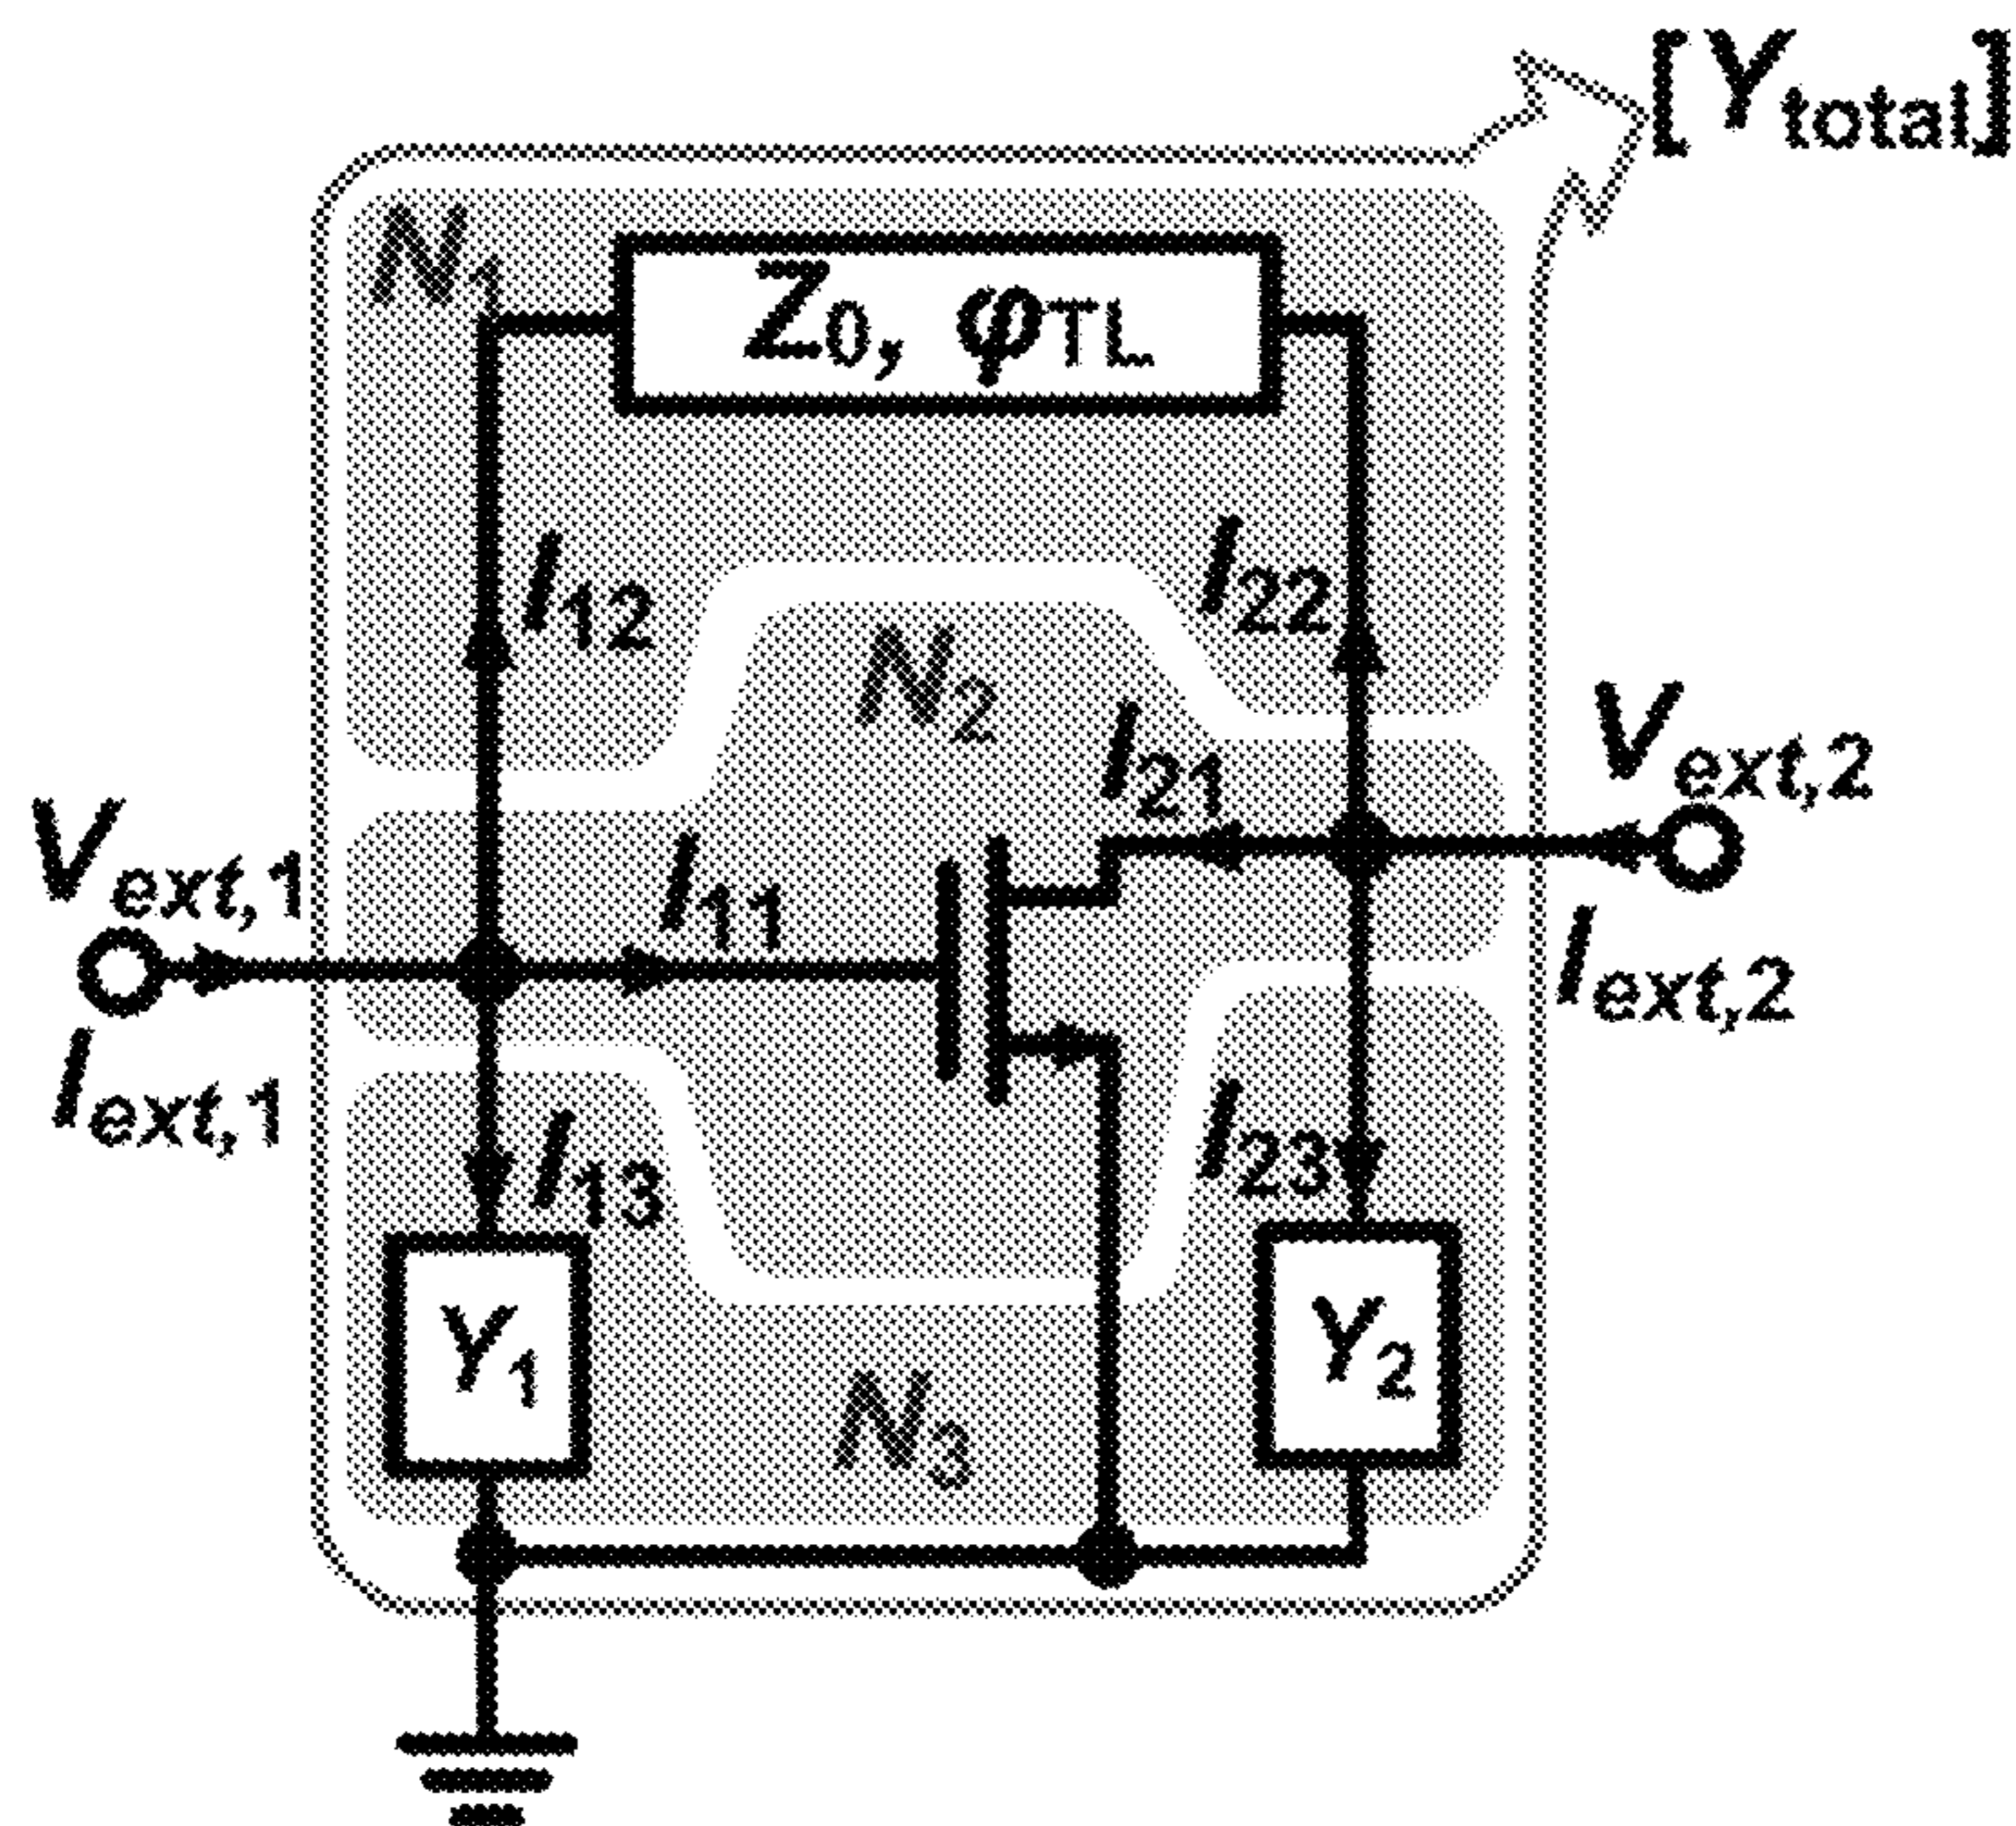 [Ytotal]
N1
Z0, φTL
I12
I22
N2
I21
Vext,2
Vext,1
I11
Iext,2
Iext,1
I13
I23
Y1
Y2
N3